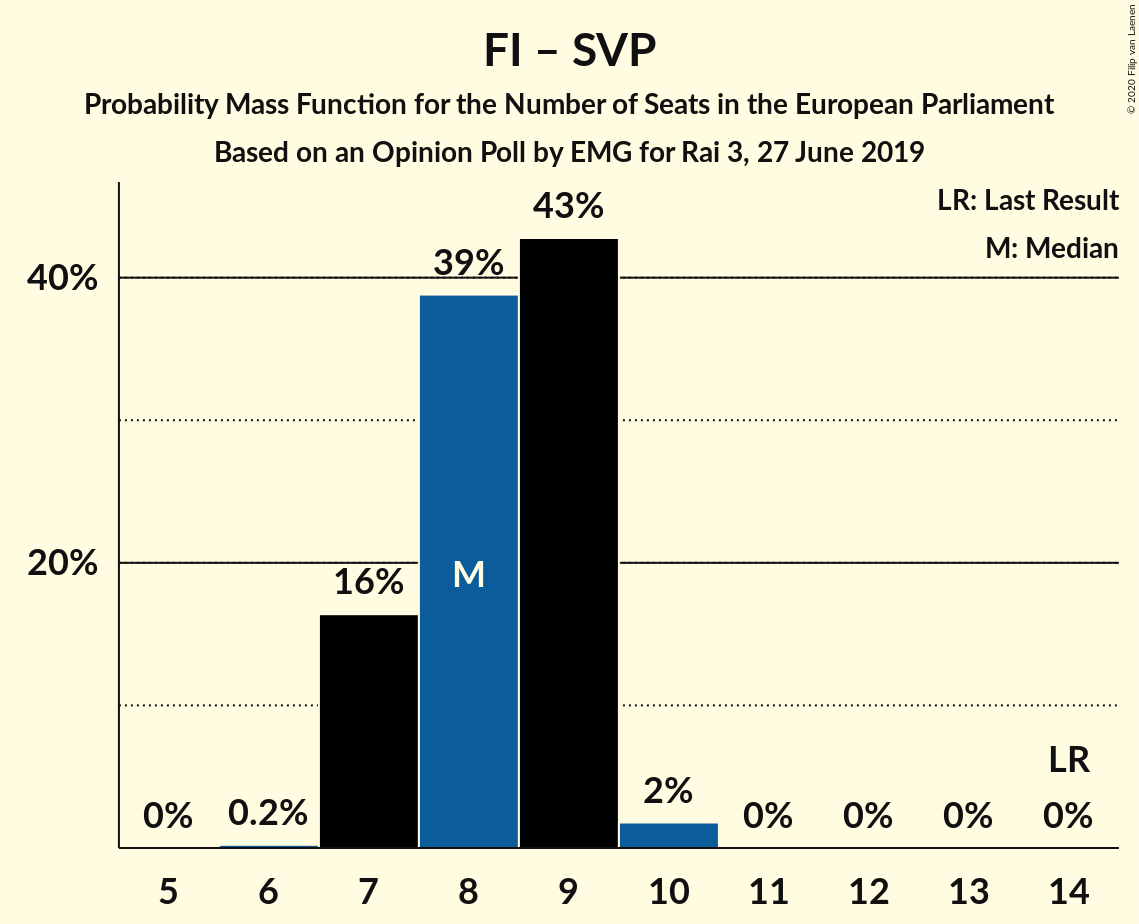 FI – SVP
Probability Mass Function for the Number of Seats in the European Parliament
Based on an Opinion Poll by EMG for Rai 3, 27 June 2019
© 2020 Filip van Laenen
LR: Last Result
M: Median
43%
39%
40%
20%
16%
M
LR
0%
0.2%
2%
0%
0%
0%
0%
5
6
7
8
9
10
11
12
13
14